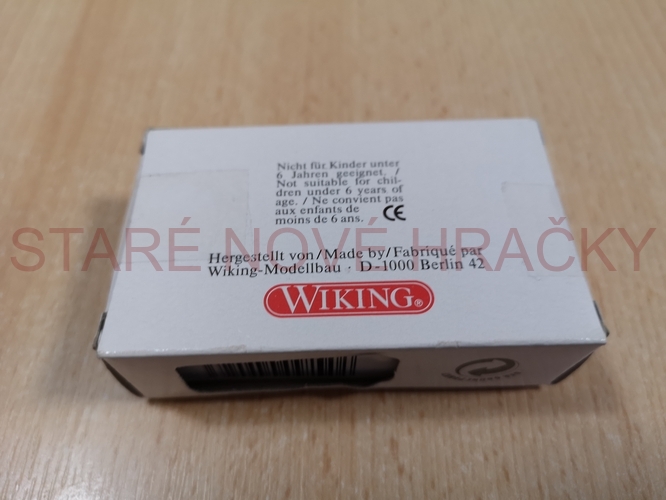 Nicht für Kinder unter
6 Jahren geeignet. /
Not suitable for chil-
dren under 6 years of
age. / Ne convient pas
aux enfants de
moins de 6 ans. CE
STARÉ NOVÉ HRAČKY
Hergestellt von/Made by/Fabriqué par
Wiking-Modellbau · D-1000 Berlin 42
WIKING®